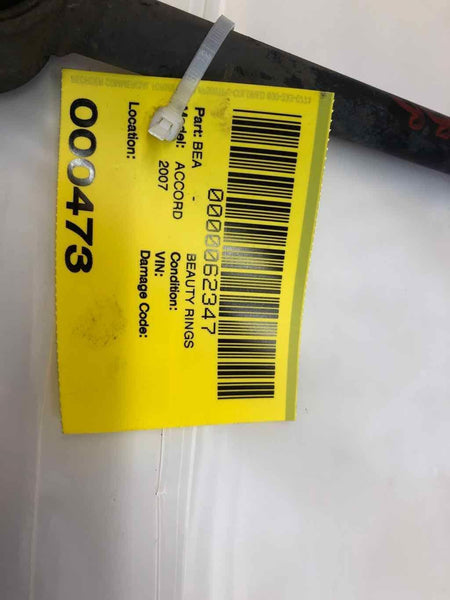 0000062347
Part: BEA - BEAUTY RINGS
Model: ACCORD Condition:
2007 VIN:
Damage Code:
Location:
000473